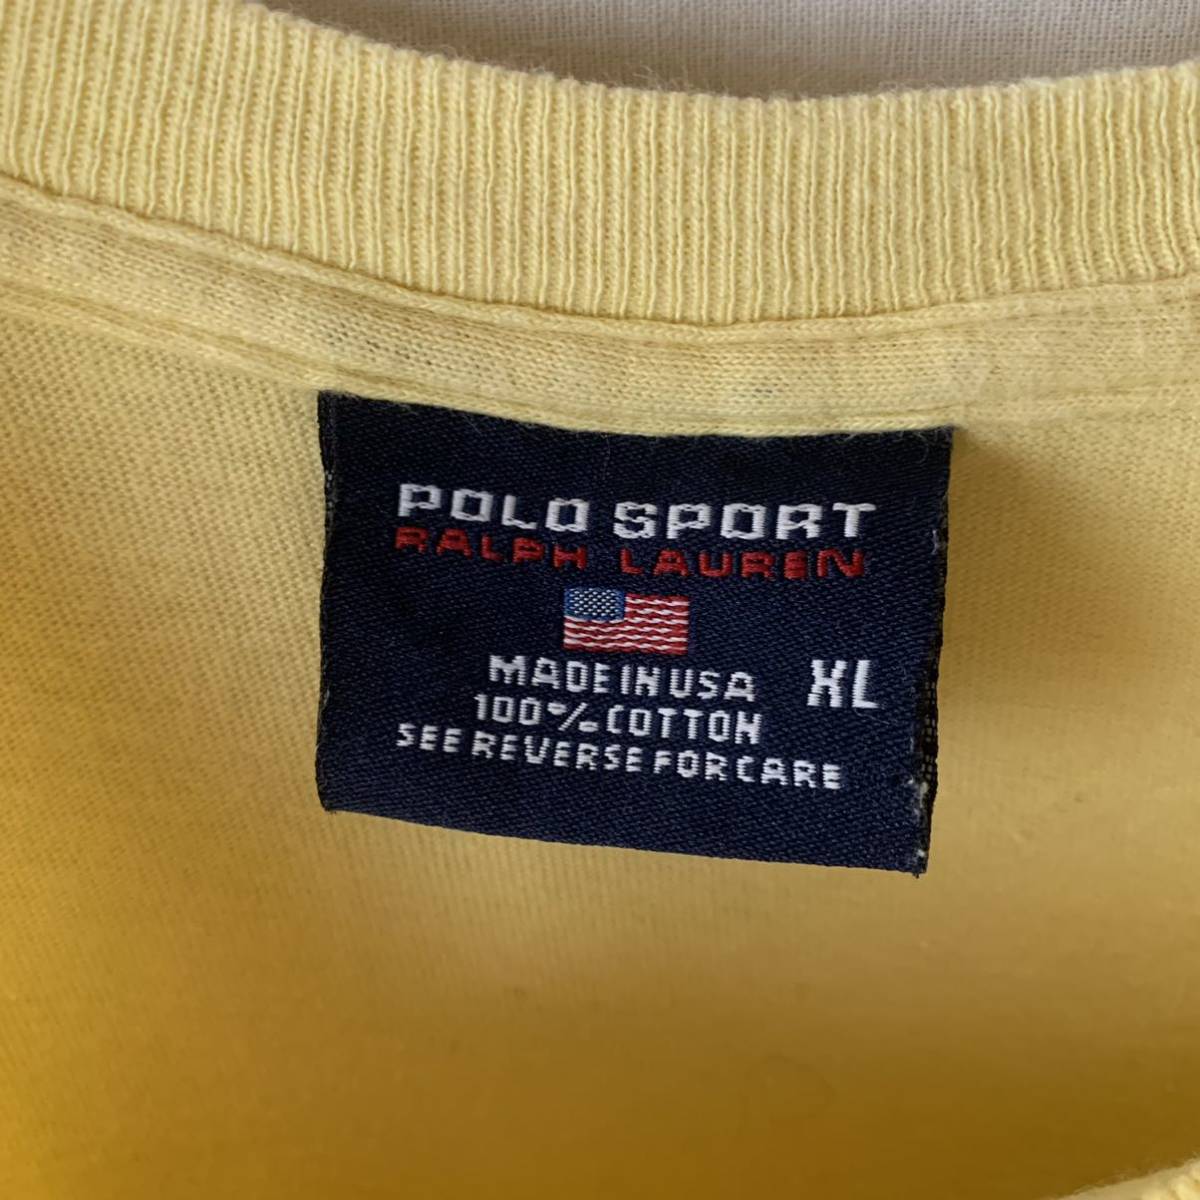 POLO SPORT
RALPH LAUREN
MADE IN USA XL
100% COTTON
SEE REVERSE FOR CARE